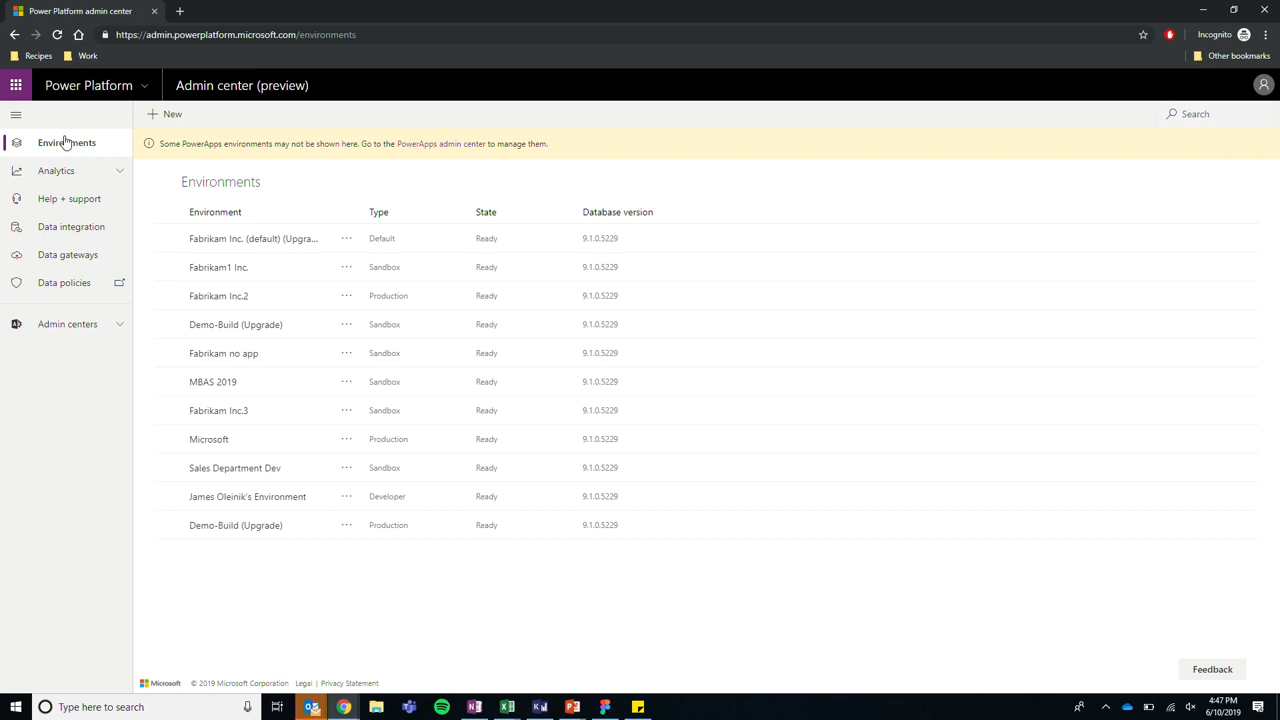 Power Platform admin center
https://admin.powerplatform.microsoft.com/environments
Incognito
Recipes
Work
Other bookmarks
Power Platform
Admin center (preview)
New
Search
Some PowerApps environments may not be shown here. Go to the PowerApps admin center to manage them.
Environments
Analytics
Help + support
Data integration
Data gateways
Data policies
Admin centers
Environments
Environment Type State Database version
Fabrikam Inc. (default) (Upgra... ··· Default Ready 9.1.0.5229
Fabrikam1 Inc. ··· Sandbox Ready 9.1.0.5229
Fabrikam Inc.2 ··· Production Ready 9.1.0.5229
Demo-Build (Upgrade) ··· Sandbox Ready 9.1.0.5229
Fabrikam no app ··· Sandbox Ready 9.1.0.5229
MBAS 2019 ··· Sandbox Ready 9.1.0.5229
Fabrikam Inc.3 ··· Sandbox Ready 9.1.0.5229
Microsoft ··· Production Ready 9.1.0.5229
Sales Department Dev ··· Sandbox Ready 9.1.0.5229
James Oleinik's Environment ··· Developer Ready 9.1.0.5229
Demo-Build (Upgrade) ··· Production Ready 9.1.0.5229
Feedback
Microsoft © 2019 Microsoft Corporation Legal Privacy Statement
Type here to search
4:47 PM
6/10/2019